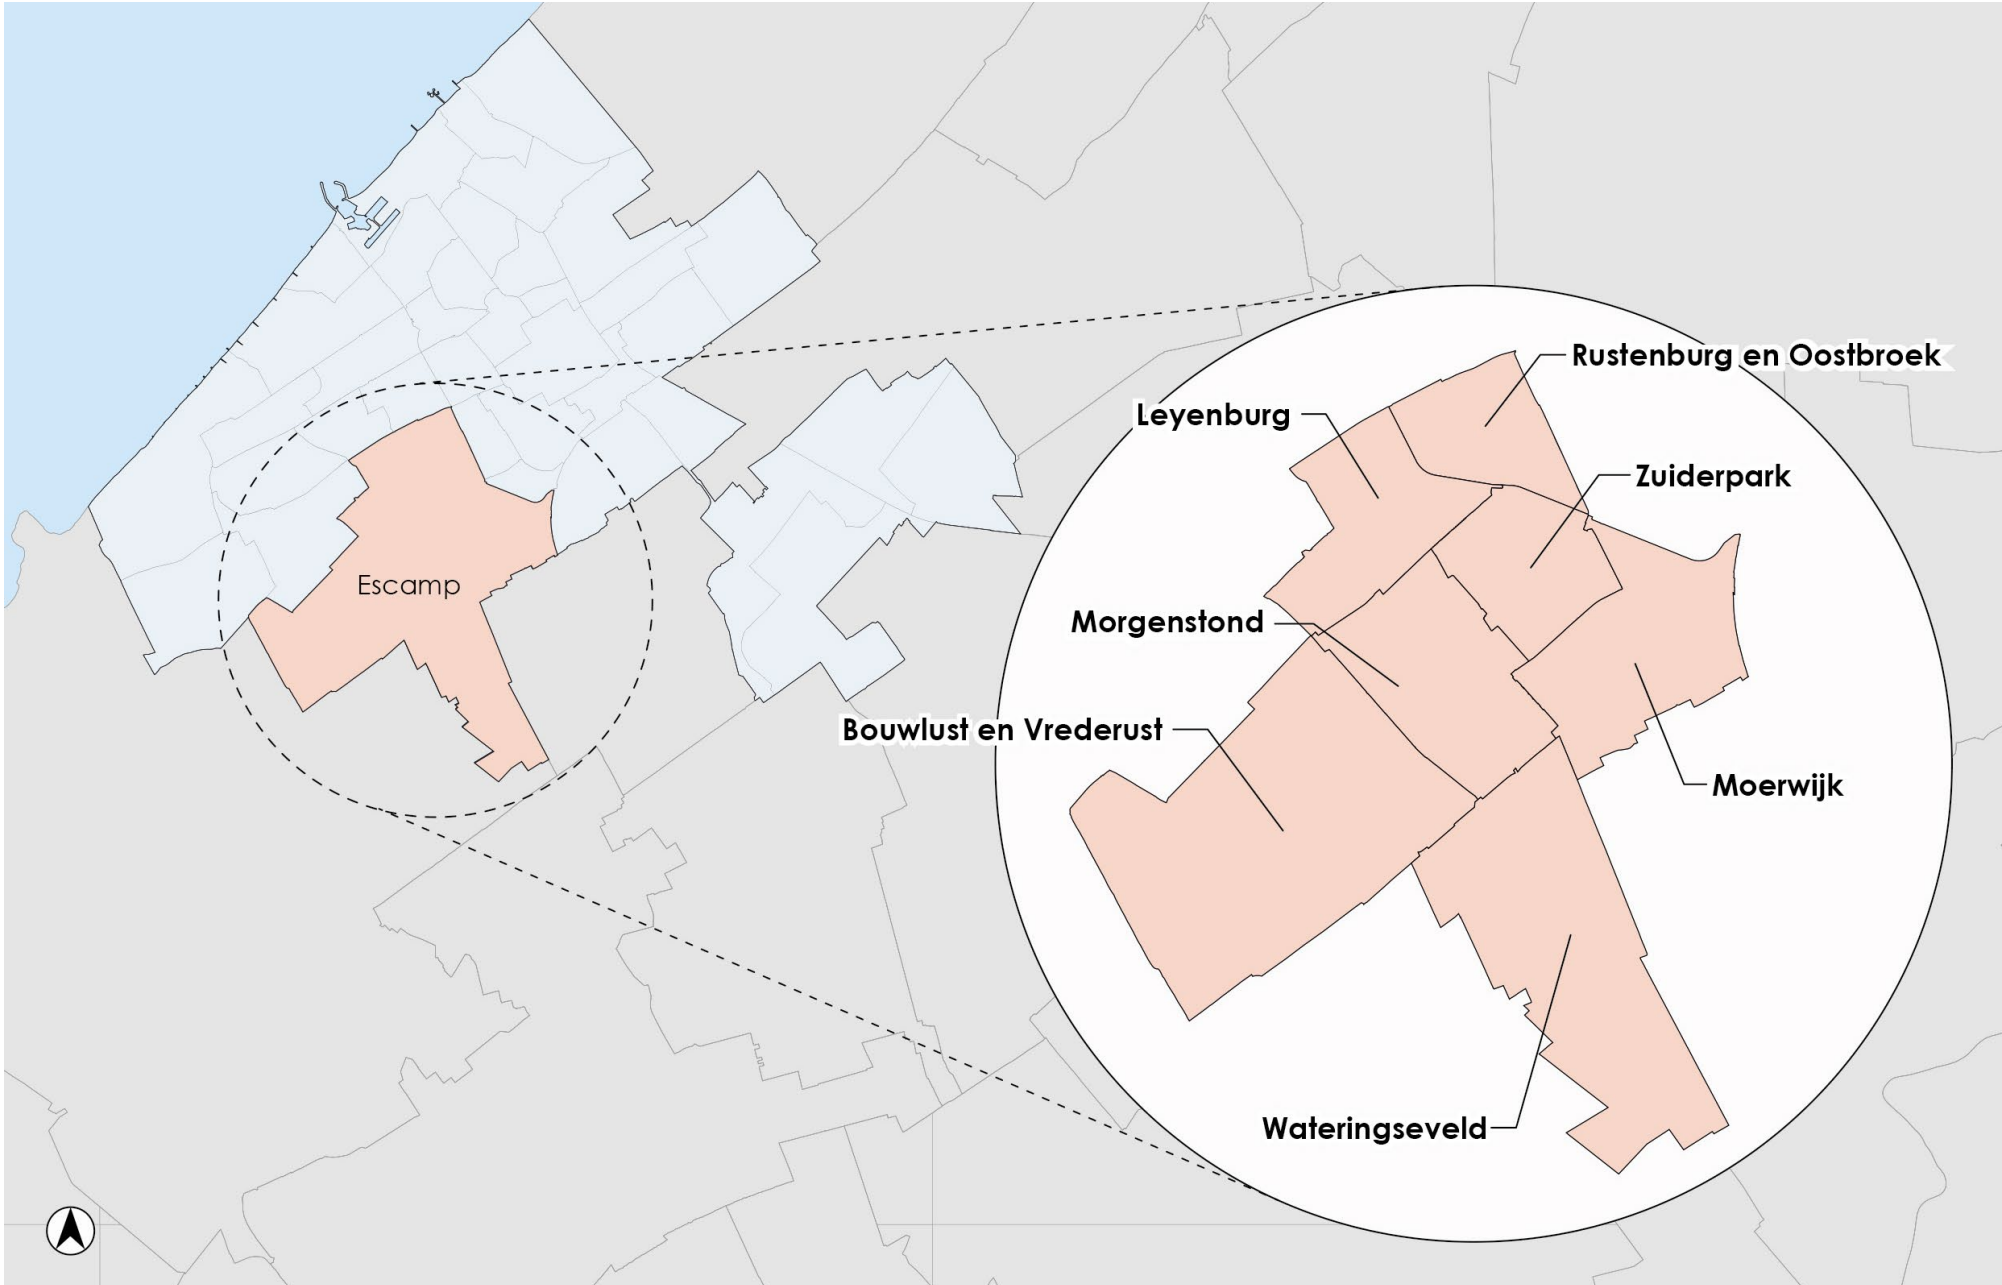 Rustenburg en Oostbroek
Leyenburg
Zuiderpark
Escamp
Morgenstond
Bouwlust en Vrederust
Moerwijk
Wateringseveld